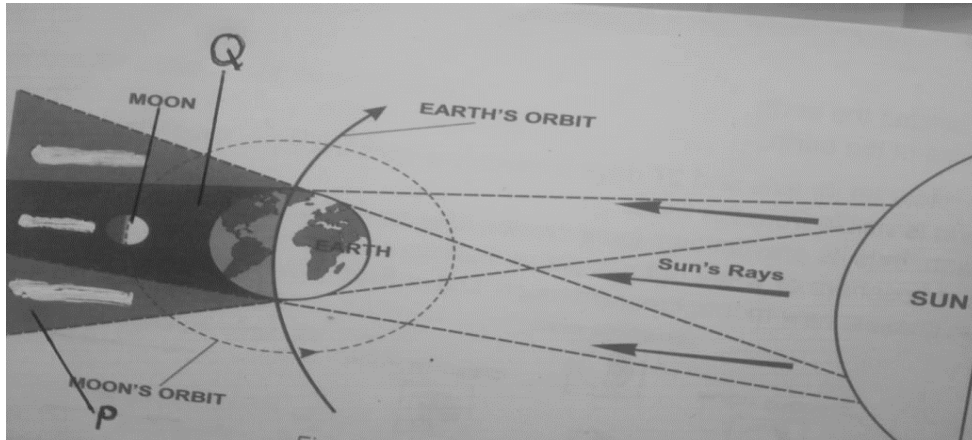 Q
MOON
EARTH'S ORBIT
EARTH
Sun's Rays
SUN
MOON'S ORBIT
P